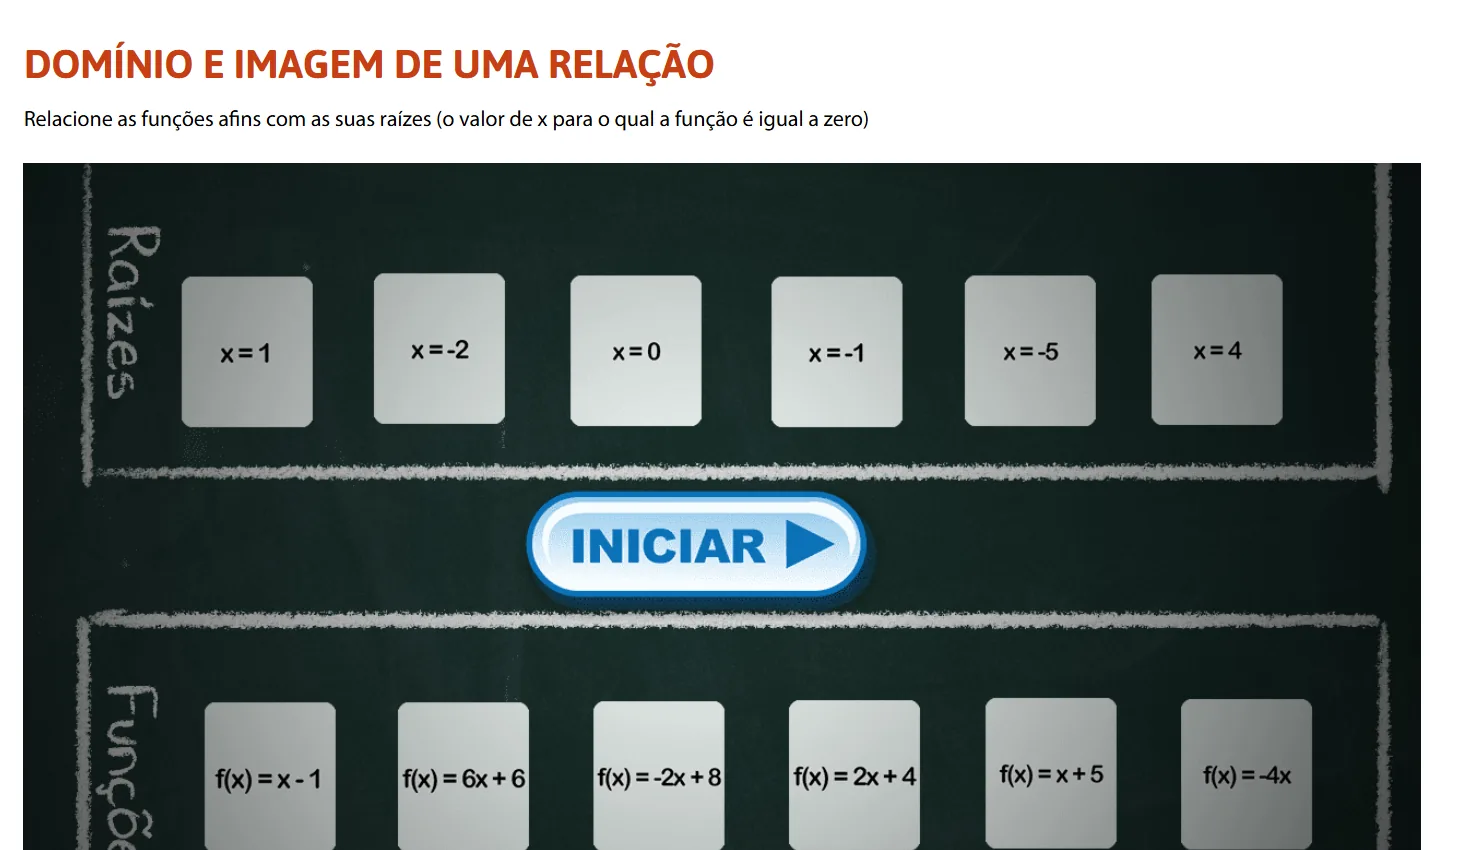 DOMÍNIO E IMAGEM DE UMA RELAÇÃO
Relacione as funções afins com as suas raízes (o valor de x para o qual a função é igual a zero)
Raízes
x = 1
x = -2
x = 0
x = -1
x = -5
x = 4
INICIAR
Funçõe
f(x) = x - 1
f(x) = 6x + 6
f(x) = -2x + 8
f(x) = 2x + 4
f(x) = x + 5
f(x) = -4x